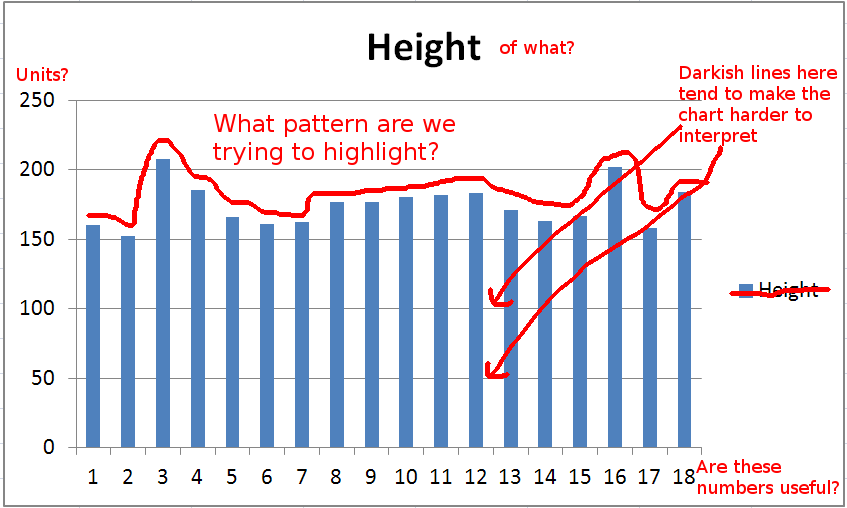 Height of what?
Units?
Darkish lines here
tend to make the
chart harder to
interpret
What pattern are we
trying to highlight?
250
200
150
100
50
0
Height
1 2 3 4 5 6 7 8 9 10 11 12 13 14 15 16 17 18
Are these
numbers useful?